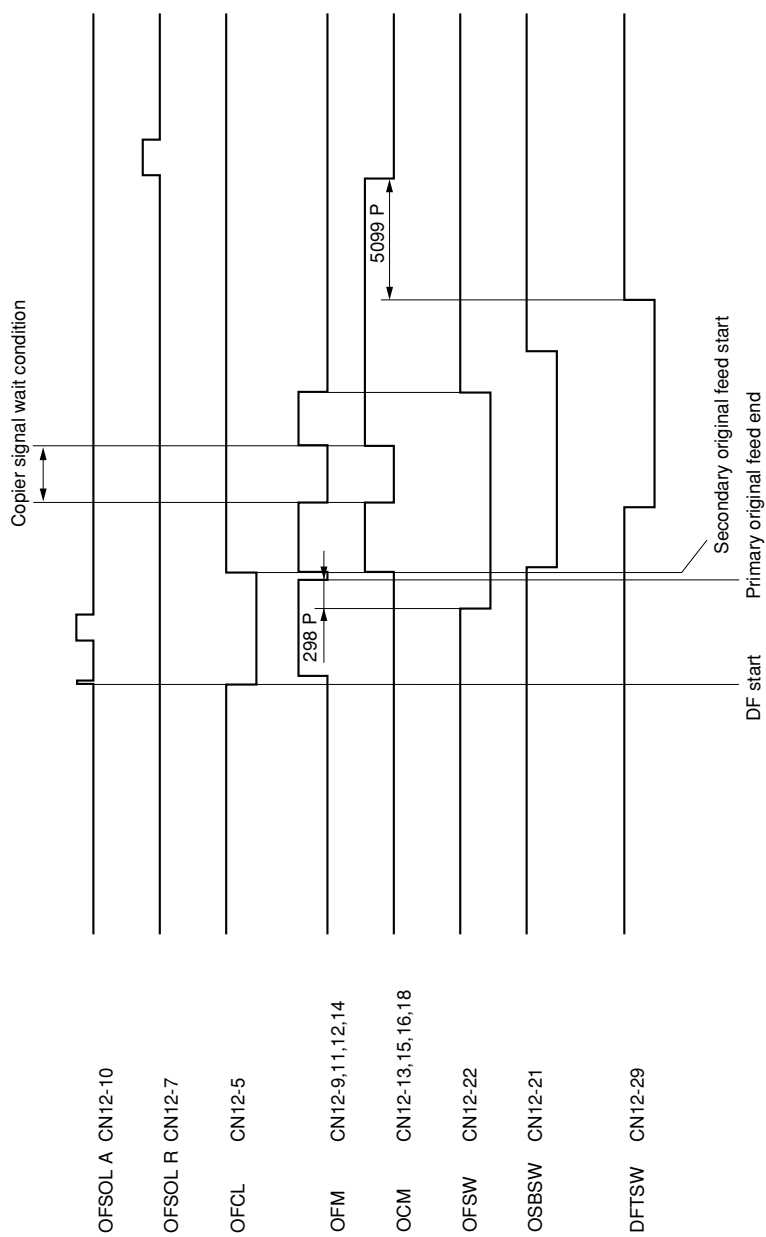 Copier signal wait condition
OFSOL A CN12-10
OFSOL R CN12-7
OFCL CN12-5
OFM CN12-9,11,12,14
298 P
OCM CN12-13,15,16,18
5099 P
OFSW CN12-22
OSBSW CN12-21
DFTSW CN12-29
DF start
Primary original feed end
Secondary original feed start